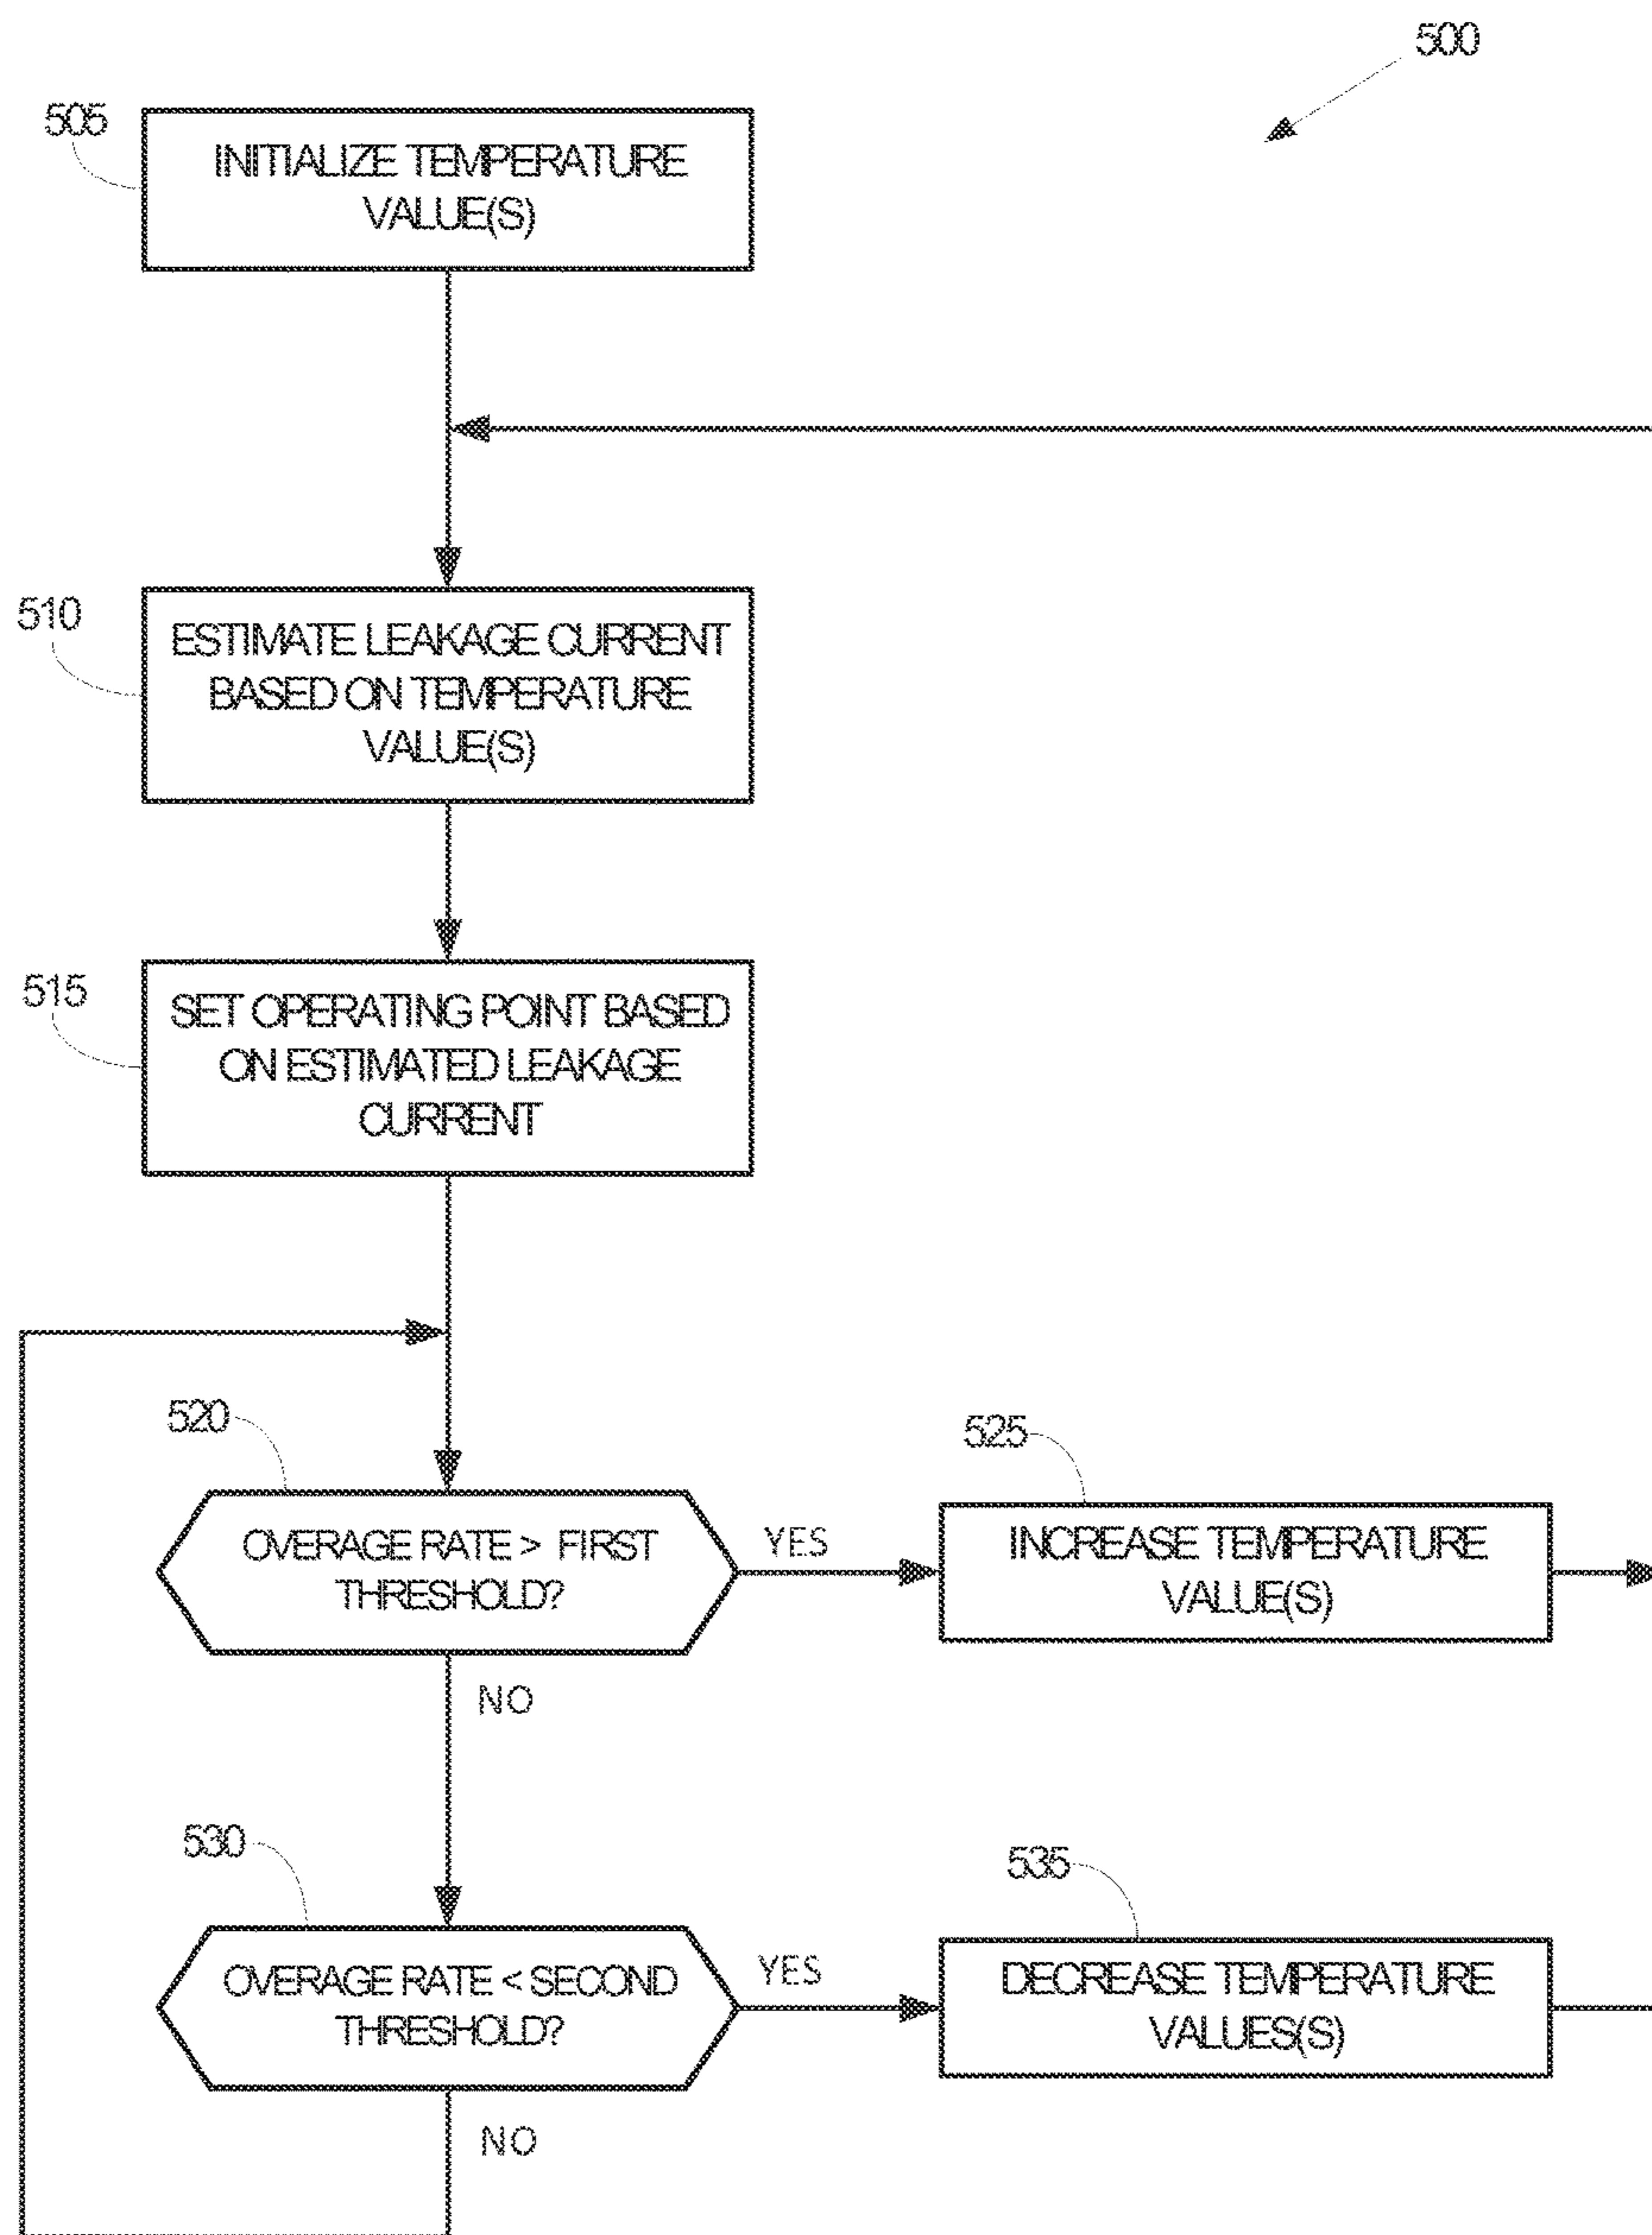 500
505
INITIALIZE TEMPERATURE
VALUE(S)
510
ESTIMATE LEAKAGE CURRENT
BASED ON TEMPERATURE
VALUE(S)
515
SET OPERATING POINT BASED
ON ESTIMATED LEAKAGE
CURRENT
520
OVERAGE RATE > FIRST
THRESHOLD?
YES
525
INCREASE TEMPERATURE
VALUE(S)
NO
530
OVERAGE RATE < SECOND
THRESHOLD?
YES
535
DECREASE TEMPERATURE
VALUES(S)
NO